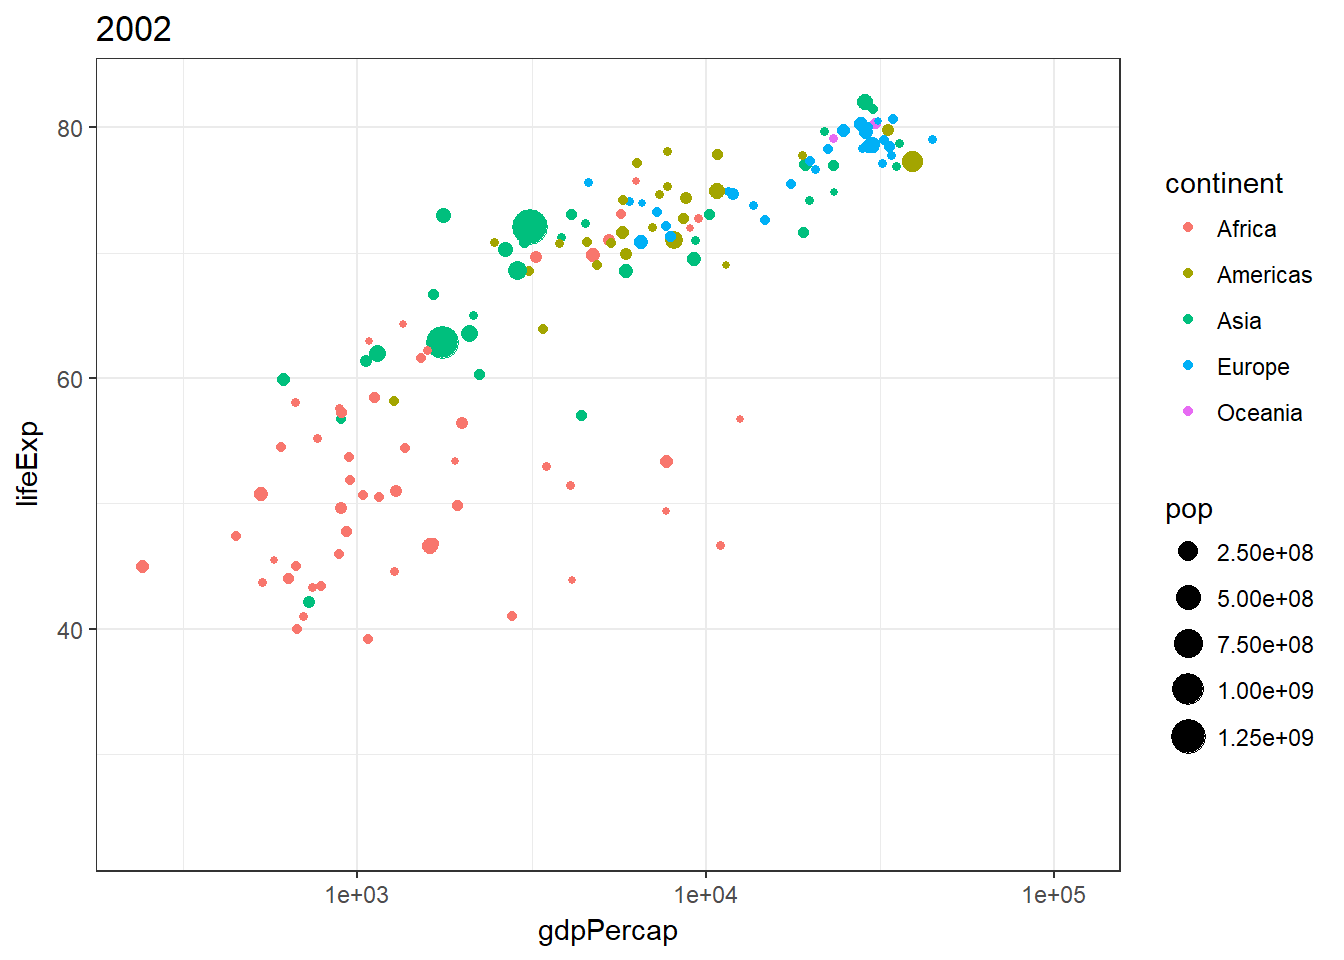 2002
80
60
40
lifeExp
1e+03
1e+04
1e+05
gdpPercap
continent
Africa
Americas
Asia
Europe
Oceania
pop
2.50e+08
5.00e+08
7.50e+08
1.00e+09
1.25e+09